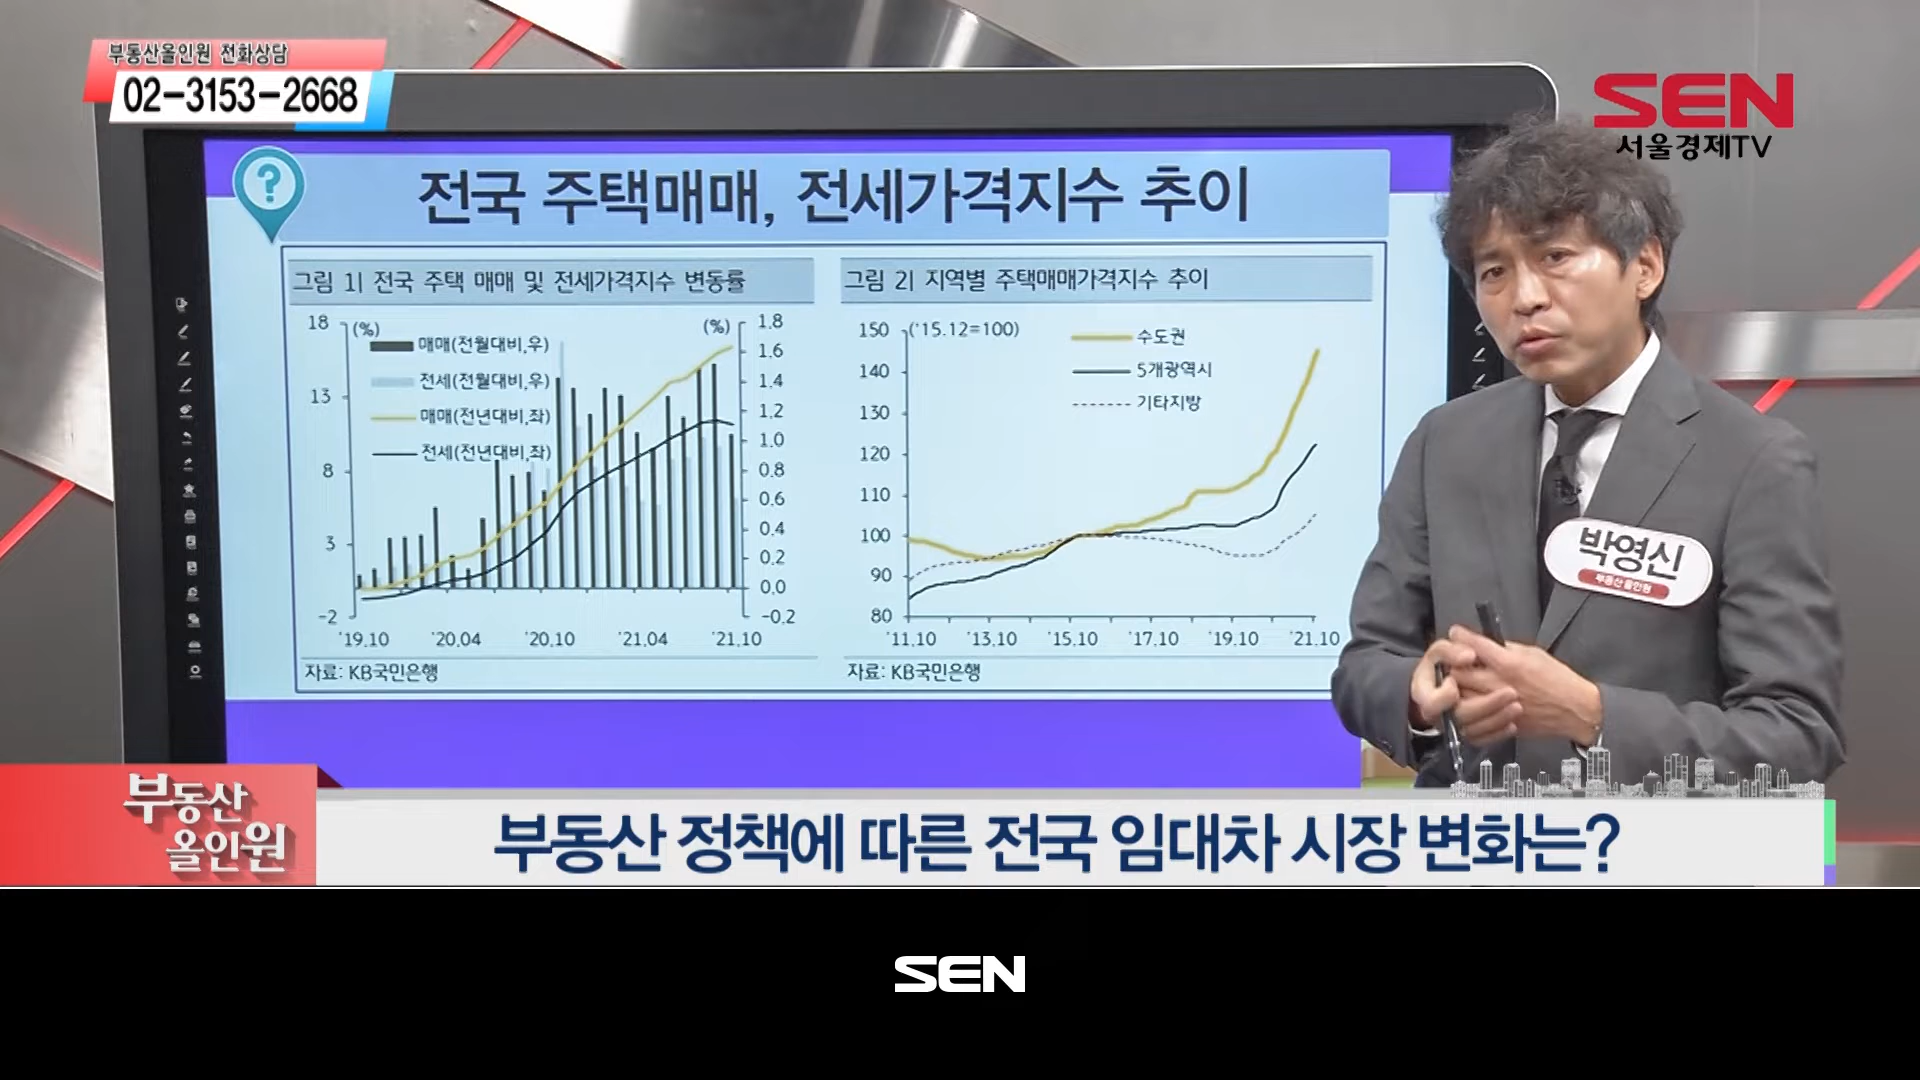 부동산올인원 전화상담
02-3153-2668
SEN
서울경제TV
?
전국 주택매매, 전세가격지수 추이
그림 1| 전국 주택 매매 및 전세가격지수 변동률
18
13
8
3
-2
(%)
(%)
1.8
1.6
1.4
1.2
1.0
0.8
0.6
0.4
0.2
0.0
-0.2
매매(전월대비,우)
전세(전월대비,우)
매매(전년대비,좌)
전세(전년대비,좌)
'19.10 '20.04 '20.10 '21.04 '21.10
자료: KB국민은행
그림 2| 지역별 주택매매가격지수 추이
150
140
130
120
110
100
90
80
('15.12=100)
수도권
5개광역시
기타지방
'11.10 '13.10 '15.10 '17.10 '19.10 '21.10
자료: KB국민은행
박영신
부동산올인원
부동산
올인원
부동산 정책에 따른 전국 임대차 시장 변화는?
SEN